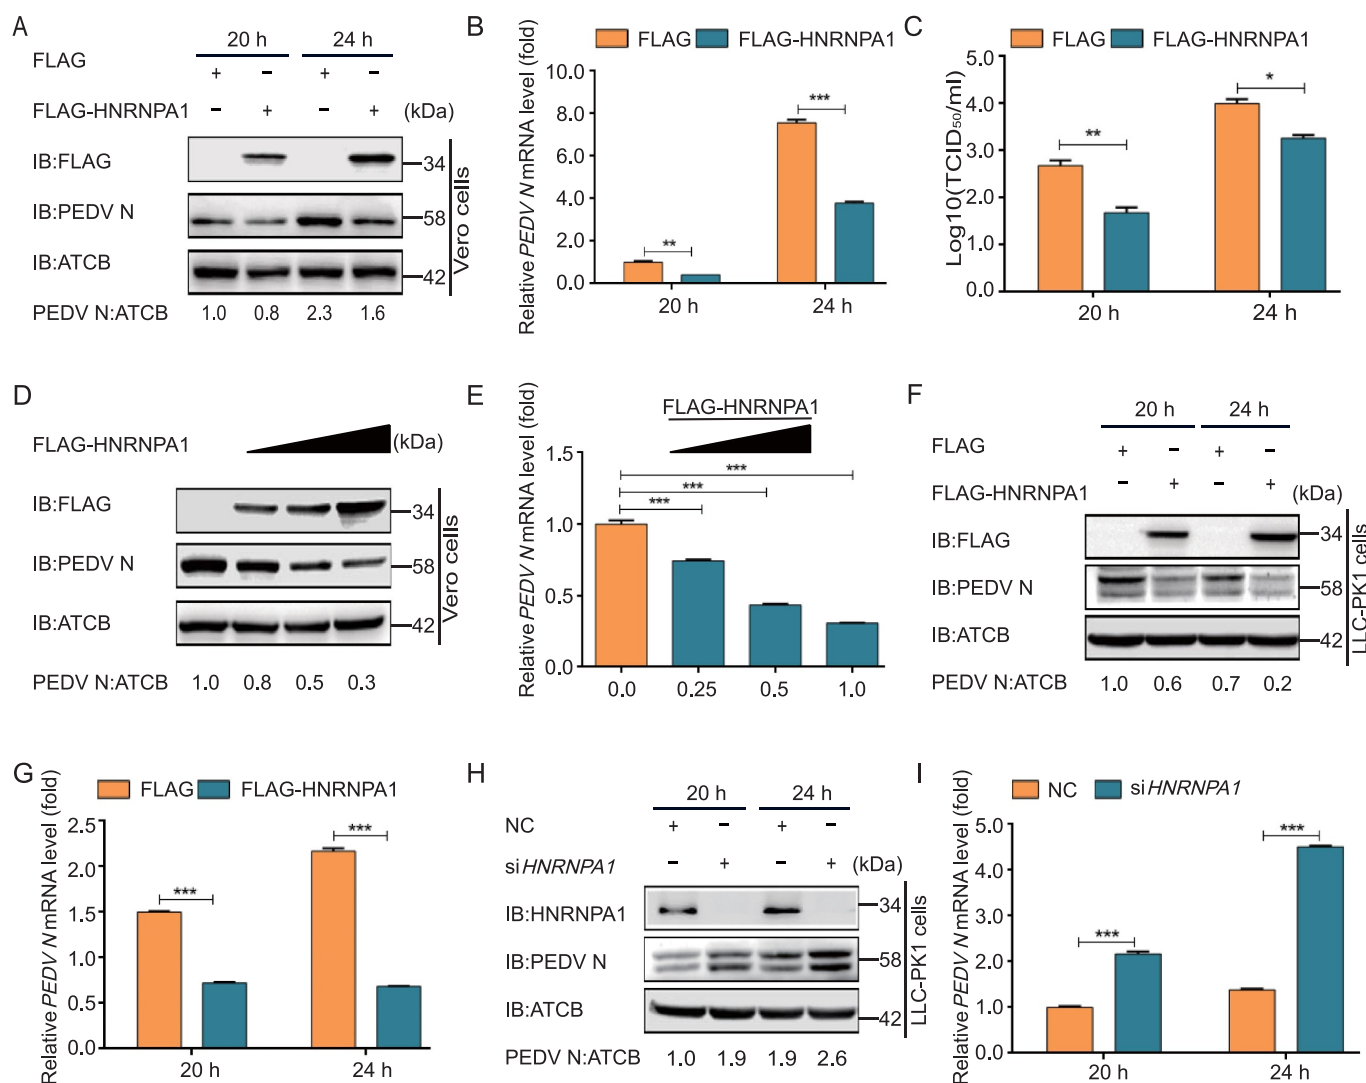 A
20 h 24 h
FLAG + – + –
FLAG-HNRNPA1 – + – + (kDa)
IB:FLAG 34
IB:PEDV N 58
IB:ATCB 42
PEDV N:ATCB 1.0 0.8 2.3 1.6
Vero cells
B
FLAG FLAG-HNRNPA1
Relative PEDV N mRNA level (fold)
10.0
8.0
6.0
4.0
2.0
1.0
0.0
** ***
20 h 24 h
C
FLAG FLAG-HNRNPA1
Log10(TCID50/ml)
5.0
4.0
3.0
2.0
1.0
0.0
** *
20 h 24 h
D
FLAG-HNRNPA1 (kDa)
IB:FLAG 34
IB:PEDV N 58
IB:ATCB 42
PEDV N:ATCB 1.0 0.8 0.5 0.3
Vero cells
E
FLAG-HNRNPA1
Relative PEDV N mRNA level (fold)
1.5
1.0
0.5
0.0
***
***
***
0.0 0.25 0.5 1.0
F
20 h 24 h
FLAG + – + –
FLAG-HNRNPA1 – + – + (kDa)
IB:FLAG 34
IB:PEDV N 58
IB:ATCB 42
PEDV N:ATCB 1.0 0.6 0.7 0.2
LLC-PK1 cells
G
FLAG FLAG-HNRNPA1
Relative PEDV N mRNA level (fold)
2.5
2.0
1.5
1.0
0.5
0.0
*** ***
20 h 24 h
H
20 h 24 h
NC + – + –
siHNRNPA1 – + – + (kDa)
IB:HNRNPA1 34
IB:PEDV N 58
IB:ATCB 42
PEDV N:ATCB 1.0 1.9 1.9 2.6
LLC-PK1 cells
I
NC siHNRNPA1
Relative PEDV N mRNA level (fold)
5.0
4.0
3.0
2.0
1.0
0.0
*** ***
20 h 24 h